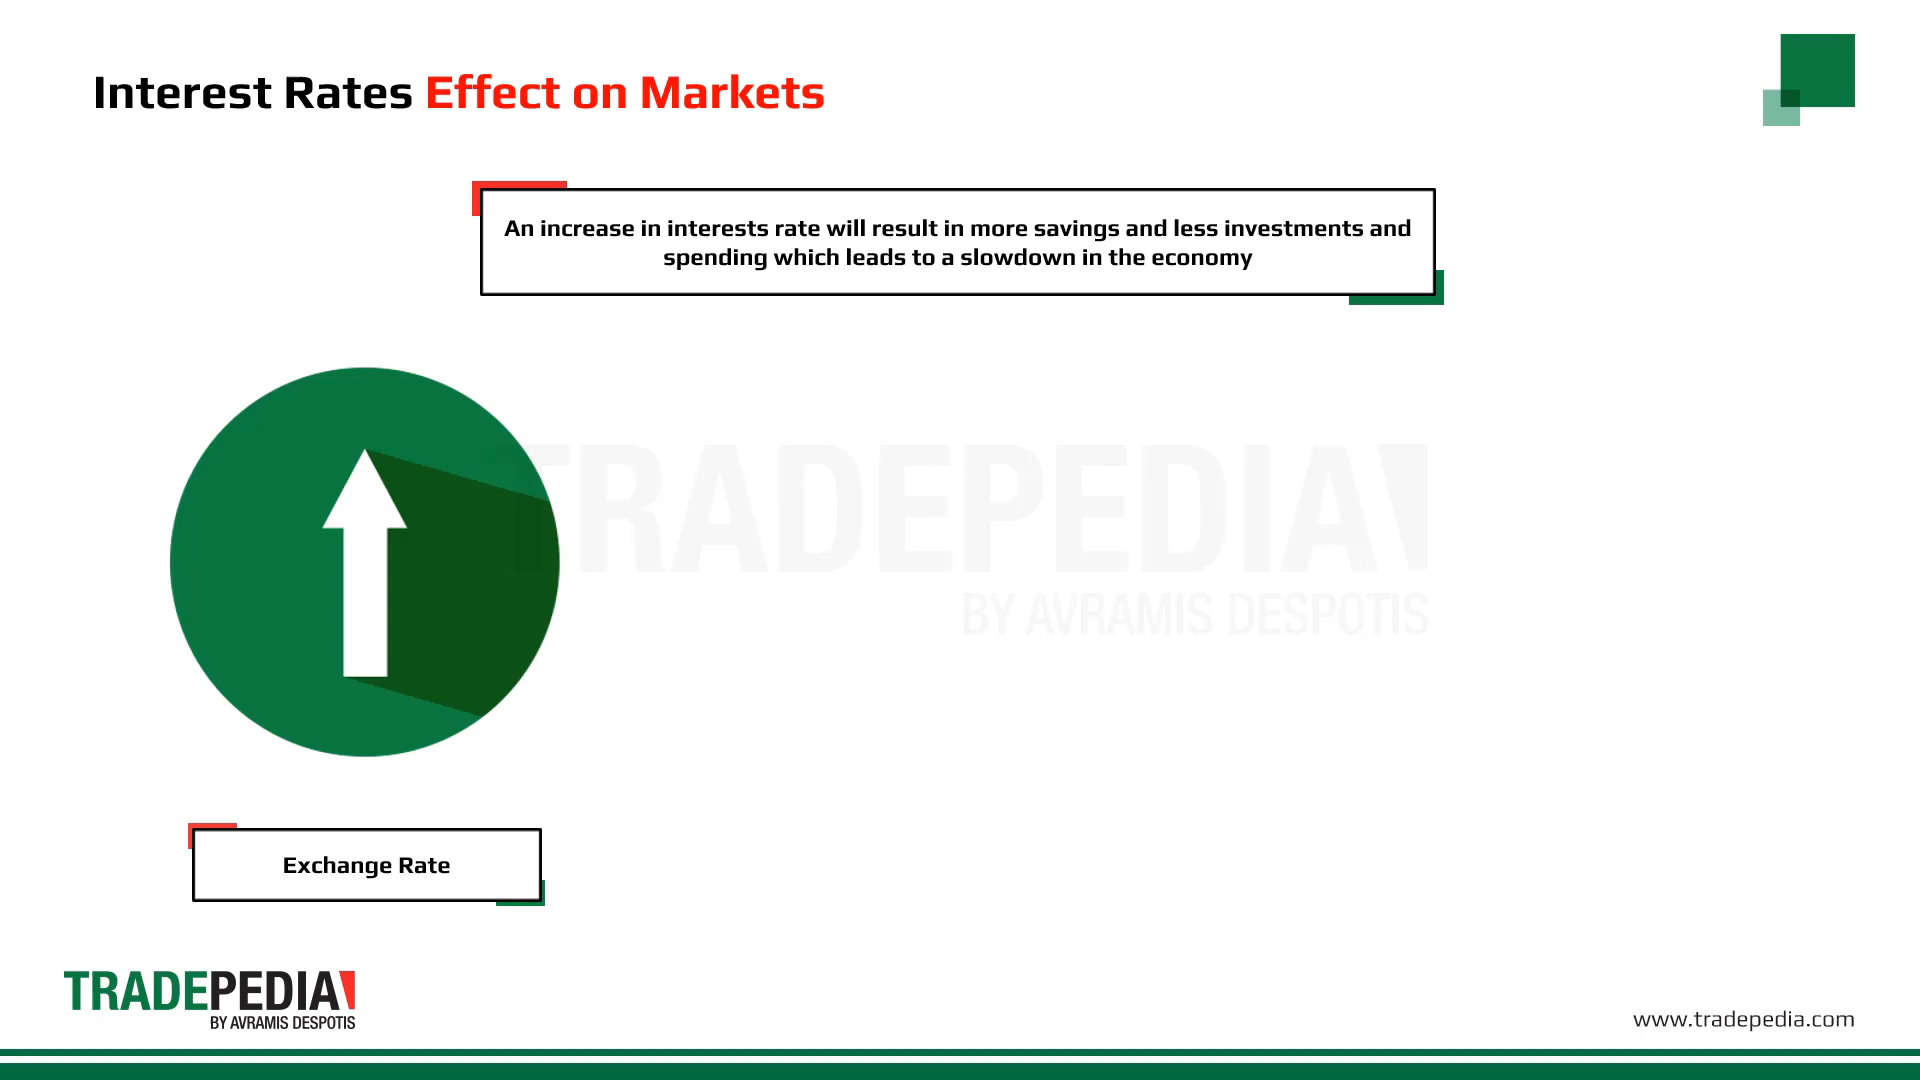 Interest Rates Effect on Markets
An increase in interests rate will result in more savings and less investments and
spending which leads to a slowdown in the economy
TRADEPEDIA
BY AVRAMIS DESPOTIS
Exchange Rate
TRADEPEDIA
BY AVRAMIS DESPOTIS
www.tradepedia.com